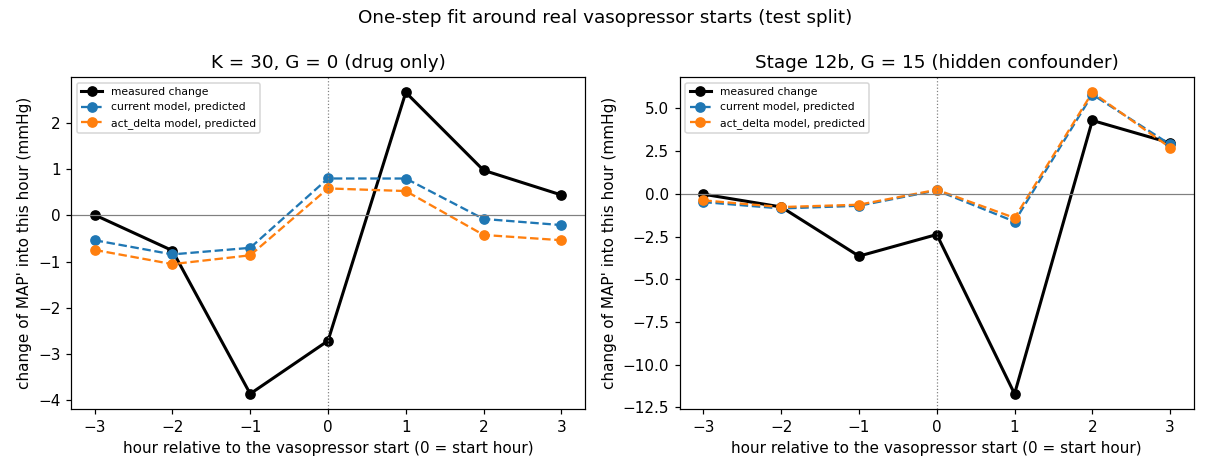 One-step fit around real vasopressor starts (test split)
K = 30, G = 0 (drug only)
measured change
current model, predicted
act_delta model, predicted
change of MAP' into this hour (mmHg)
2
1
0
−1
−2
−3
−4
−3
−2
−1
0
1
2
3
hour relative to the vasopressor start (0 = start hour)
Stage 12b, G = 15 (hidden confounder)
measured change
current model, predicted
act_delta model, predicted
change of MAP' into this hour (mmHg)
5.0
2.5
0.0
−2.5
−5.0
−7.5
−10.0
−12.5
−3
−2
−1
0
1
2
3
hour relative to the vasopressor start (0 = start hour)